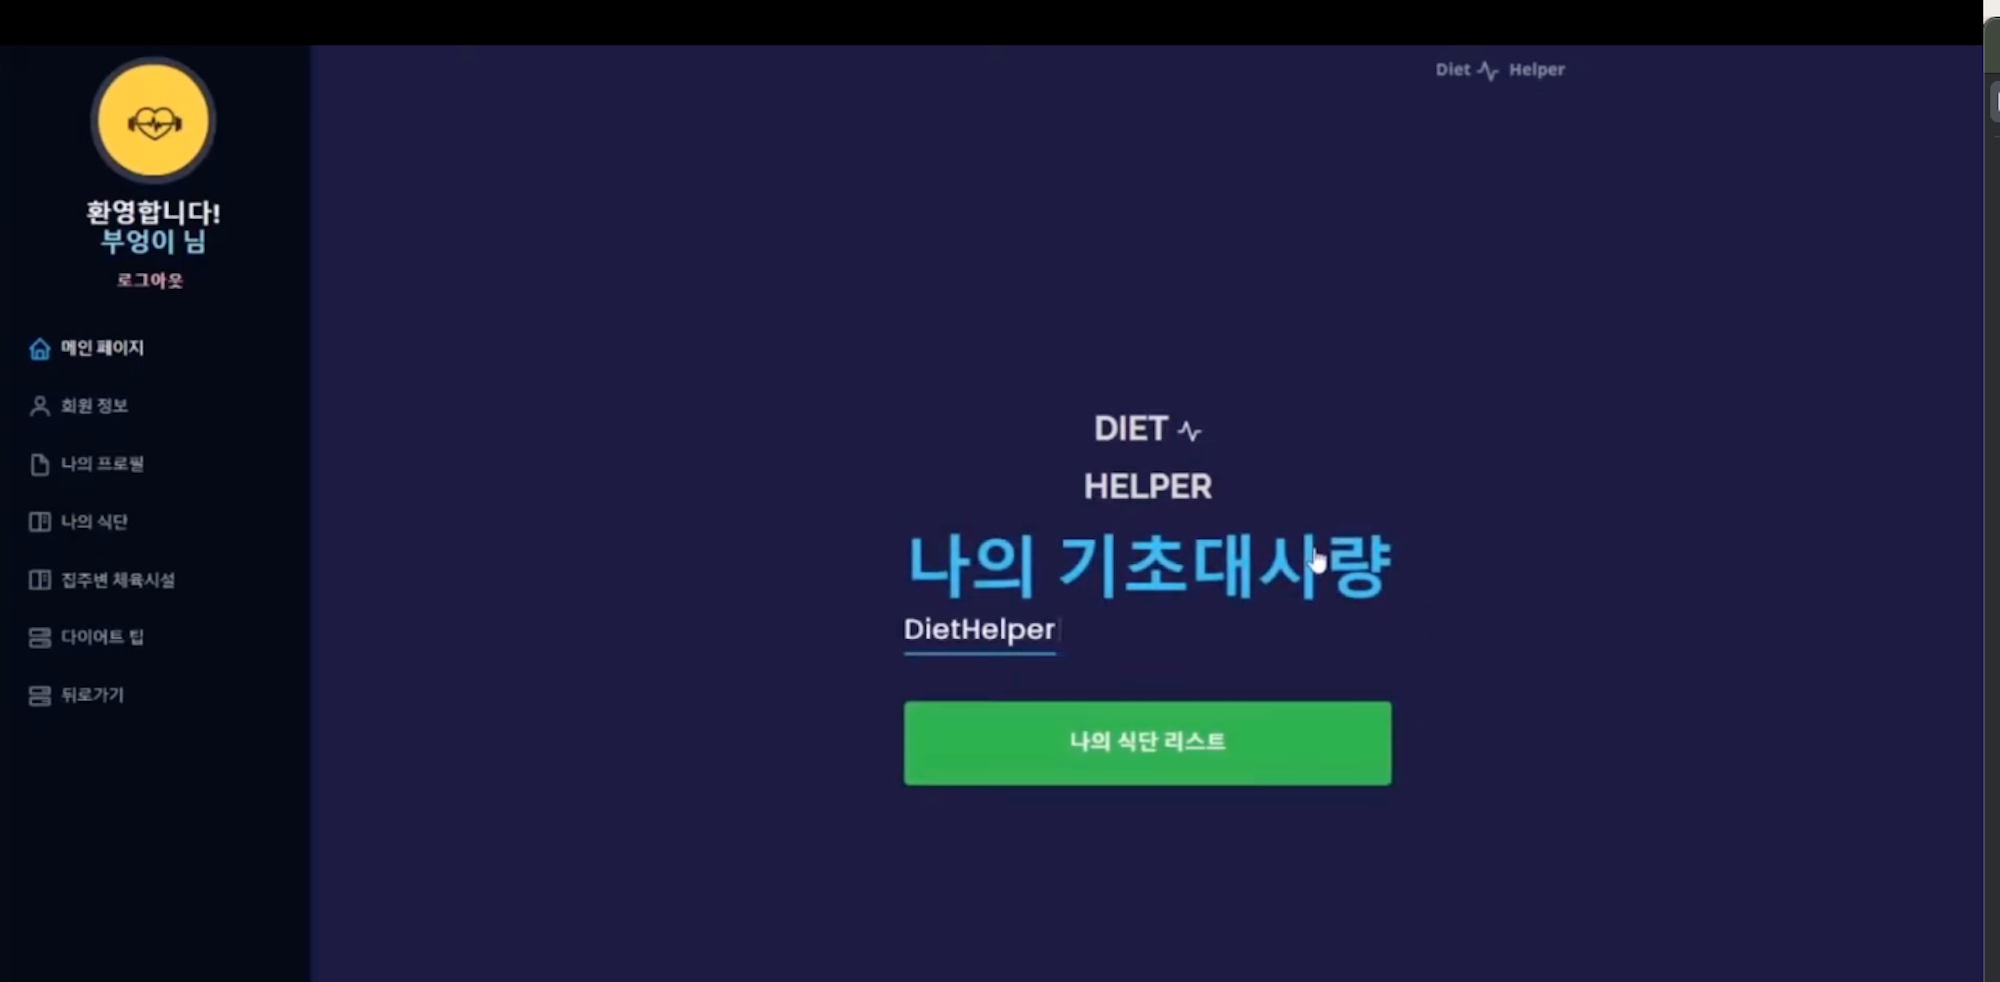 환영합니다!
부엉이 님
로그아웃
메인 페이지
회원 정보
나의 프로필
나의 식단
집주변 체육시설
다이어트 팁
뒤로가기
Diet Helper
DIET
HELPER
나의 기초대사량
DietHelper
나의 식단 리스트